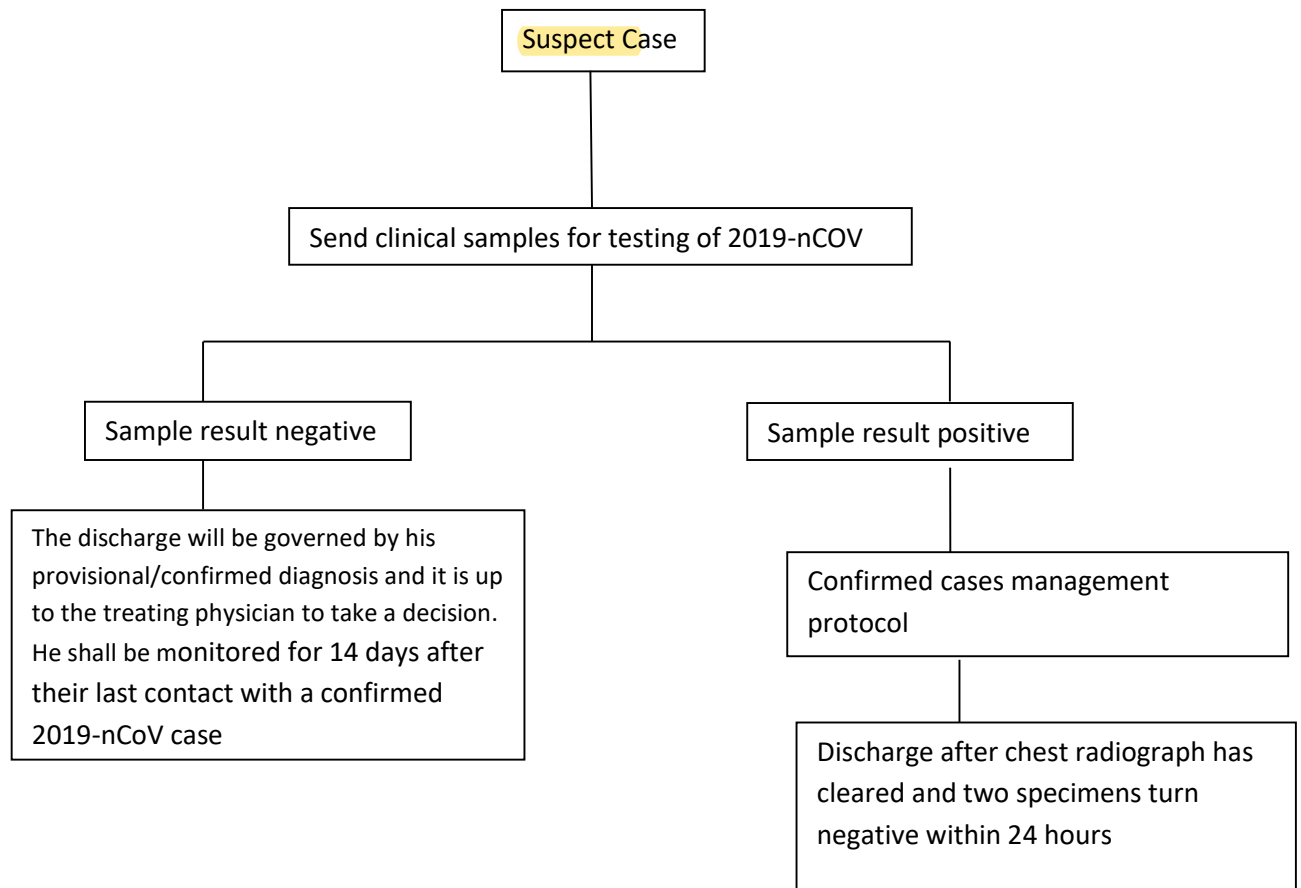 Suspect Case
Send clinical samples for testing of 2019-nCOV
Sample result negative
Sample result positive
The discharge will be governed by his
provisional/confirmed diagnosis and it is up
to the treating physician to take a decision.
He shall be monitored for 14 days after
their last contact with a confirmed
2019-nCoV case
Confirmed cases management
protocol
Discharge after chest radiograph has
cleared and two specimens turn
negative within 24 hours